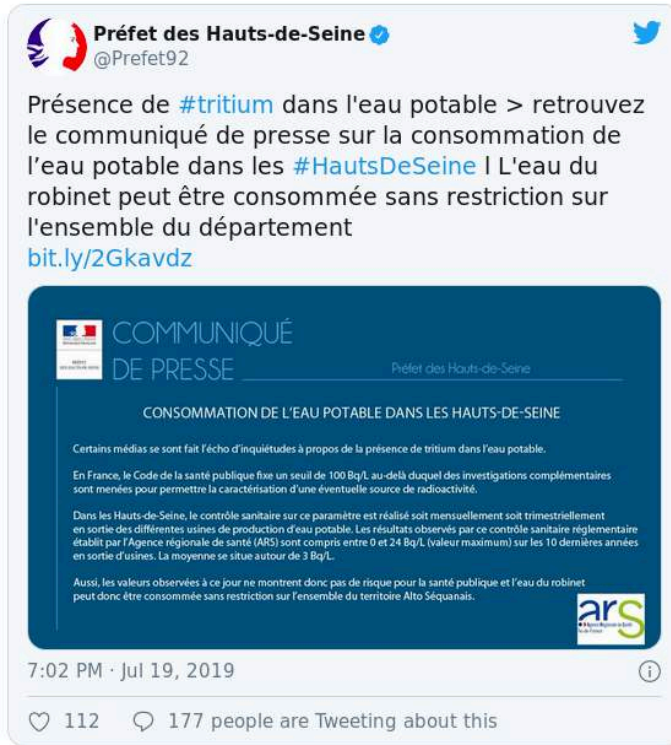 Préfet des Hauts-de-Seine
@Prefet92
Présence de #tritium dans l'eau potable > retrouvez
le communiqué de presse sur la consommation de
l’eau potable dans les #HautsDeSeine l L'eau du
robinet peut être consommée sans restriction sur
l'ensemble du département
bit.ly/2Gkavdz
COMMUNIQUÉ
DE PRESSE
Préfet des Hauts-de-Seine
CONSOMMATION DE L’EAU POTABLE DANS LES HAUTS-DE-SEINE
Certains médias se sont fait l’écho d’inquiétudes à propos de la présence de tritium dans l’eau potable.
En France, le Code de la santé publique fixe un seuil de 100 Bq/L au-delà duquel des investigations complémentaires
sont menées pour permettre la caractérisation d’une éventuelle source de radioactivité.
Dans les Hauts-de-Seine, le contrôle sanitaire sur ce paramètre est réalisé soit mensuellement soit trimestriellement
en sortie des différentes usines de production d’eau potable. Les résultats observés par ce contrôle sanitaire réglementaire
établit par l’Agence régionale de santé (ARS) sont compris entre 0 et 24 Bq/L (valeur maximum) sur les 10 dernières années
en sortie d’usines. La moyenne se situe autour de 3 Bq/L.
Aussi, les valeurs observées à ce jour ne montrent donc pas de risque pour la santé publique et l’eau du robinet
peut donc être consommée sans restriction sur l’ensemble du territoire Alto Séquanais.
ars
7:02 PM · Jul 19, 2019
112
177 people are Tweeting about this